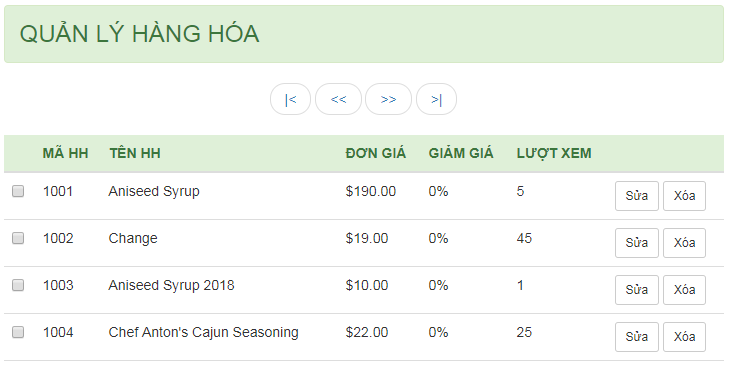 QUẢN LÝ HÀNG HÓA
|< << >> >|
MÃ HH TÊN HH ĐƠN GIÁ GIẢM GIÁ LƯỢT XEM
1001 Aniseed Syrup $190.00 0% 5 Sửa Xóa
1002 Change $19.00 0% 45 Sửa Xóa
1003 Aniseed Syrup 2018 $10.00 0% 1 Sửa Xóa
1004 Chef Anton's Cajun Seasoning $22.00 0% 25 Sửa Xóa